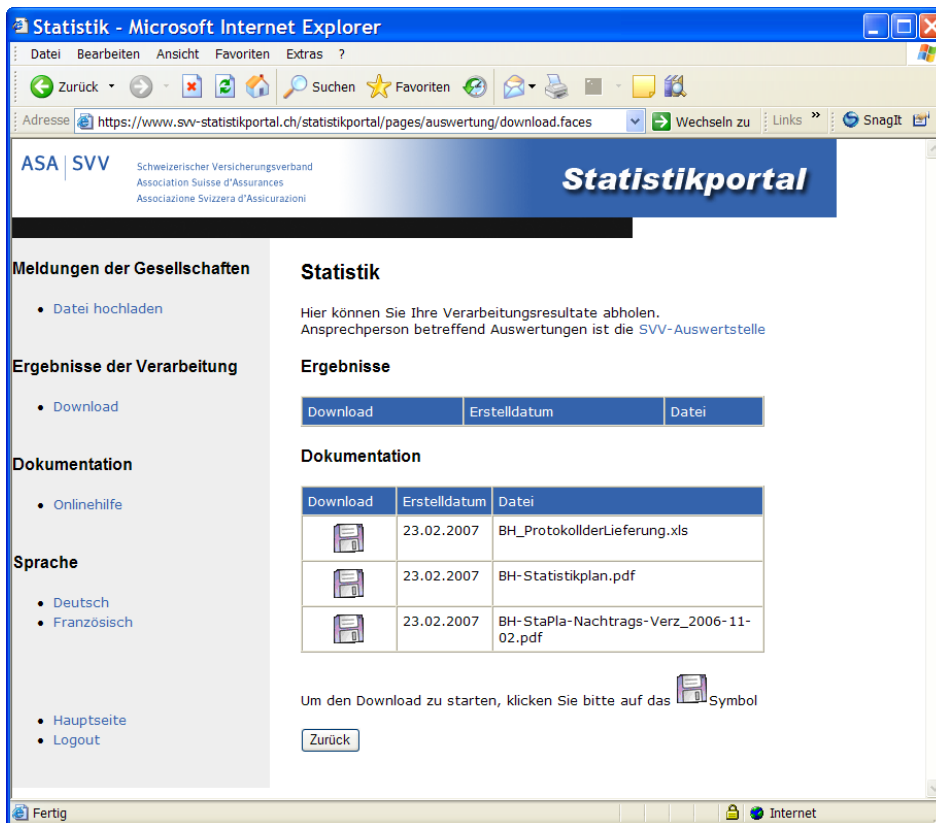 Statistik - Microsoft Internet Explorer
Datei Bearbeiten Ansicht Favoriten Extras ?
Zurück Suchen Favoriten
Adresse https://www.svv-statistikportal.ch/statistikportal/pages/auswertung/download.faces Wechseln zu Links » SnagIt
ASA | SVV
Schweizerischer Versicherungsverband
Association Suisse d'Assurances
Associazione Svizzera d'Assicurazioni
Statistikportal
Meldungen der Gesellschaften
Datei hochladen
Ergebnisse der Verarbeitung
Download
Dokumentation
Onlinehilfe
Sprache
Deutsch
Französisch
Hauptseite
Logout
Statistik
Hier können Sie Ihre Verarbeitungsresultate abholen.
Ansprechperson betreffend Auswertungen ist die SVV-Auswertstelle
Ergebnisse
Download Erstelldatum Datei
Dokumentation
Download Erstelldatum Datei
23.02.2007 BH_ProtokollderLieferung.xls
23.02.2007 BH-Statistikplan.pdf
23.02.2007 BH-StaPla-Nachtrags-Verz_2006-11-
02.pdf
Um den Download zu starten, klicken Sie bitte auf das Symbol
Zurück
Fertig Internet